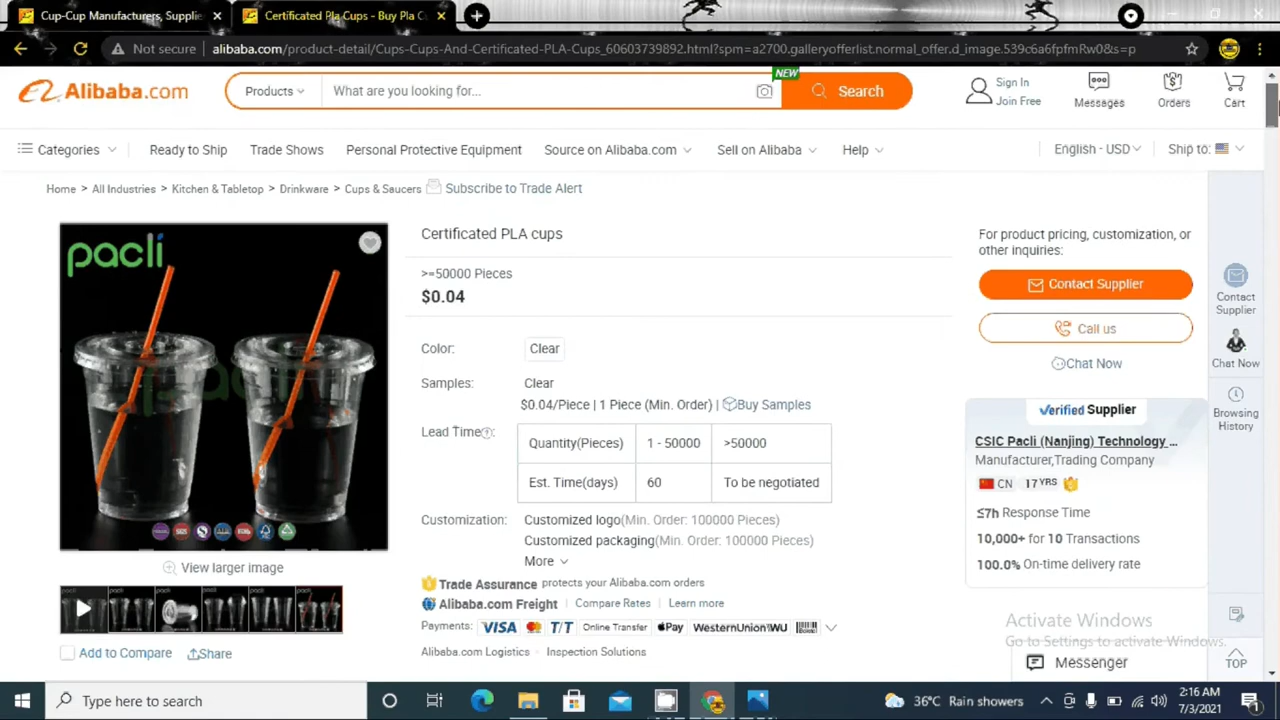 Cup-Cup Manufacturers, Supplie
Certificated Pla Cups - Buy Pla C
Not secure
alibaba.com/product-detail/Cups-Cups-And-Certificated-PLA-Cups_60603739892.html?spm=a2700.galleryofferlist.normal_offer.d_image.539c6a6fpfmRw0&s=p
Alibaba.com
Products
What are you looking for...
NEW
Search
Sign In
Join Free
Messages
Orders
Cart
Categories
Ready to Ship
Trade Shows
Personal Protective Equipment
Source on Alibaba.com
Sell on Alibaba
Help
English - USD
Ship to:
Home > All Industries > Kitchen & Tabletop > Drinkware > Cups & Saucers
Subscribe to Trade Alert
pacli
Certificated PLA cups
>=50000 Pieces
$0.04
Color:
Clear
Samples:
Clear
$0.04/Piece | 1 Piece (Min. Order) | Buy Samples
Lead Time
Quantity(Pieces) 1 - 50000 >50000
Est. Time(days) 60 To be negotiated
Customization:
Customized logo(Min. Order: 100000 Pieces)
Customized packaging(Min. Order: 100000 Pieces)
More
View larger image
Add to Compare
Share
Trade Assurance protects your Alibaba.com orders
Alibaba.com Freight | Compare Rates | Learn more
Payments: VISA T/T Online Transfer Pay WesternUnion WU
Alibaba.com Logistics Inspection Solutions
For product pricing, customization, or
other inquiries:
Contact Supplier
Call us
Chat Now
Verified Supplier
CSIC Pacli (Nanjing) Technology ...
Manufacturer,Trading Company
CN 17 YRS
≤7h Response Time
10,000+ for 10 Transactions
100.0% On-time delivery rate
Contact
Supplier
Chat Now
Browsing
History
TOP
Activate Windows
Go to Settings to activate Windows.
Messenger
Type here to search
36°C Rain showers
2:16 AM
7/3/2021